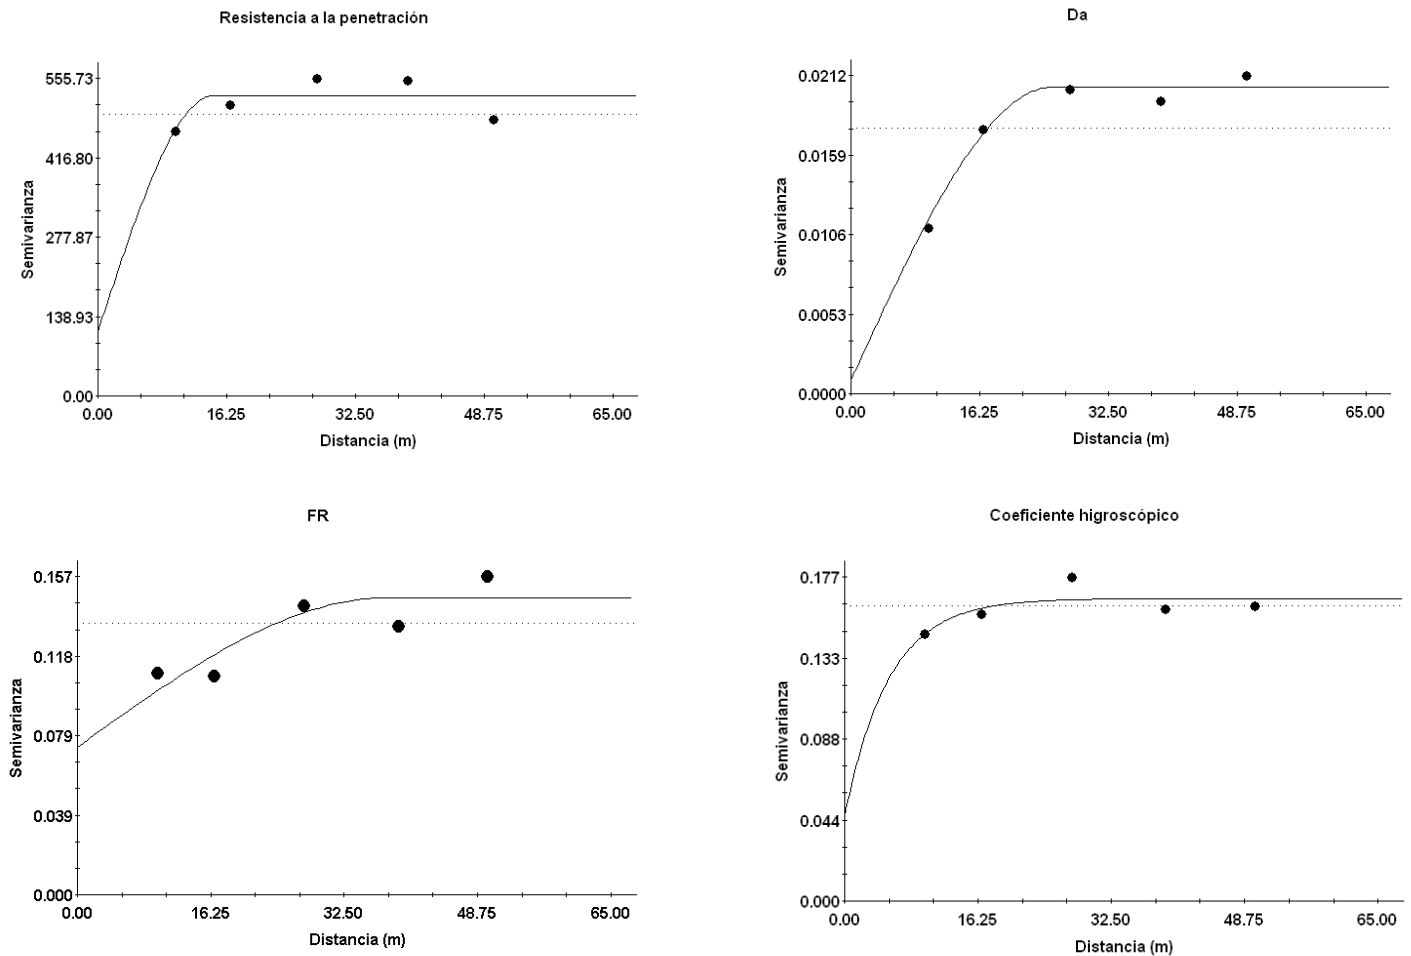 Resistencia a la penetración
555.73
416.80
277.87
138.93
0.00
Semivarianza
0.00 16.25 32.50 48.75 65.00
Distancia (m)
Da
0.0212
0.0159
0.0106
0.0053
0.0000
Semivarianza
0.00 16.25 32.50 48.75 65.00
Distancia (m)
FR
0.157
0.118
0.079
0.039
0.000
Semivarianza
0.00 16.25 32.50 48.75 65.00
Distancia (m)
Coeficiente higroscópico
0.177
0.133
0.088
0.044
0.000
Semivarianza
0.00 16.25 32.50 48.75 65.00
Distancia (m)